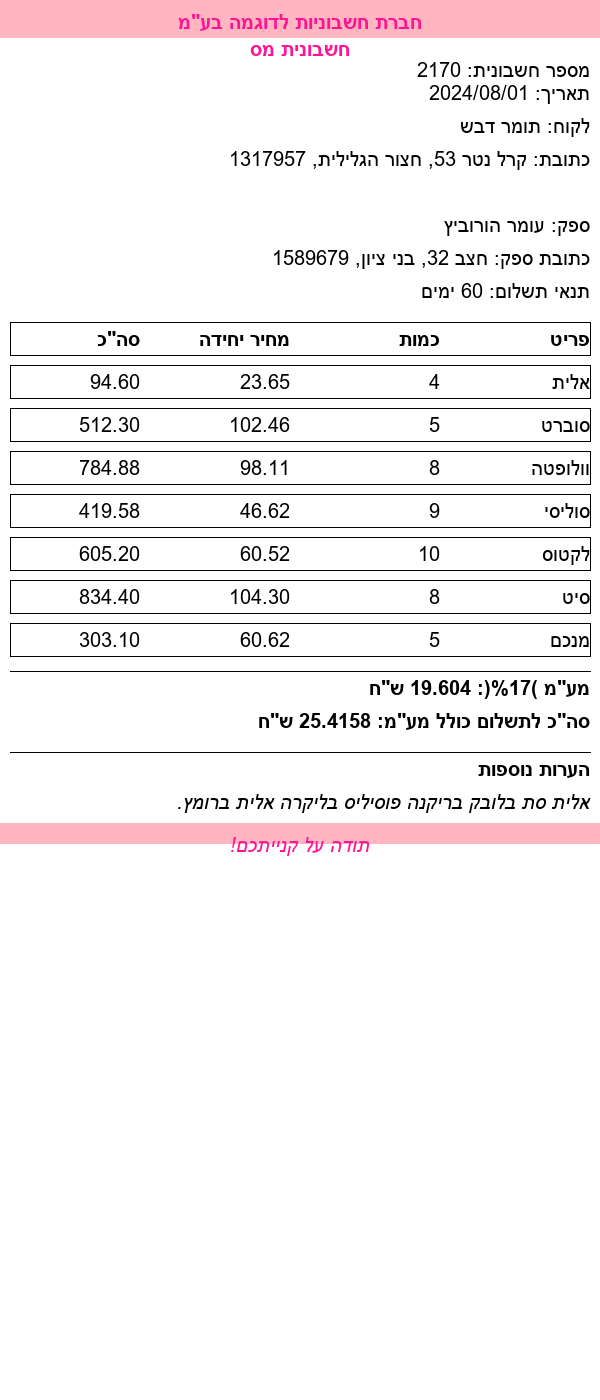 חברת חשבוניות לדוגמה בע"מ
חשבונית מס
מספר חשבונית: 2170
תאריך: 2024/08/01
לקוח: תומר דבש
כתובת: קרל נטר 53, חצור הגלילית, 1317957
ספק: עומר הורוביץ
כתובת ספק: חצב 32, בני ציון, 1589679
תנאי תשלום: 60 ימים
פריט כמות מחיר יחידה סה"כ
אלית 4 23.65 94.60
סוברט 5 102.46 512.30
וולופטה 8 98.11 784.88
סוליסי 9 46.62 419.58
לקטוס 10 60.52 605.20
סיט 8 104.30 834.40
מנכם 5 60.62 303.10
מע"מ )17%(: 19.604 ש"ח
סה"כ לתשלום כולל מע"מ: 25.4158 ש"ח
הערות נוספות
אלית סת בלובק בריקנה פוסיליס בליקרה אלית ברומץ.
תודה על קנייתכם!